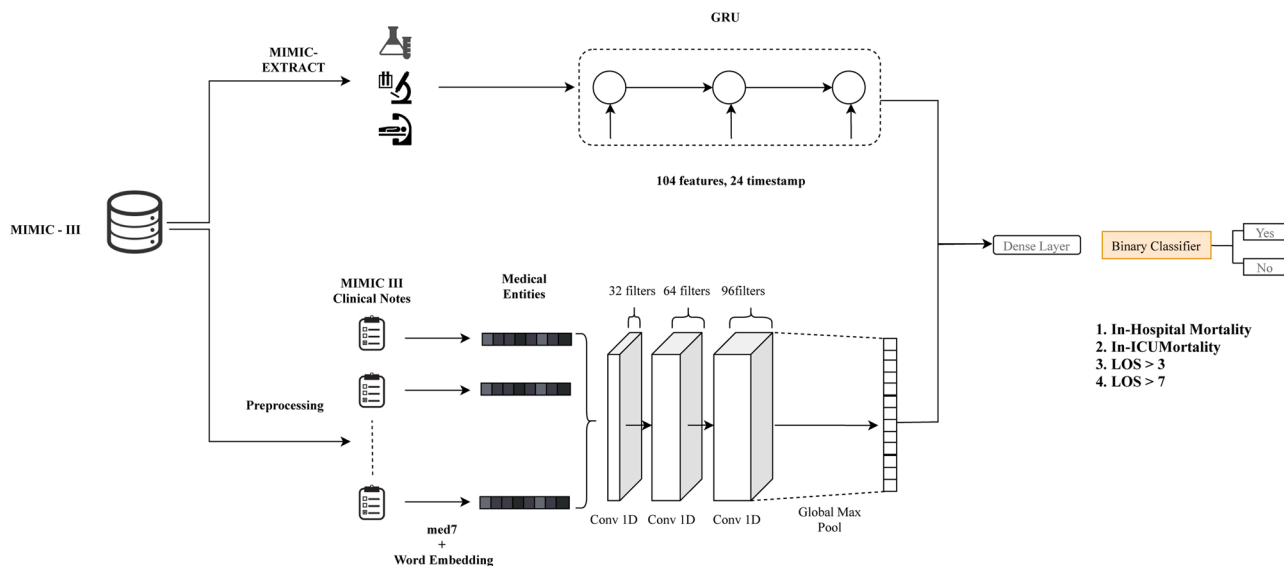 GRU
MIMIC-
EXTRACT
104 features, 24 timestamp
MIMIC - III
Dense Layer
Binary Classifier
Yes
No
MIMIC III
Clinical Notes
Medical
Entities
32 filters
64 filters
96filters
1. In-Hospital Mortality
2. In-ICUMortality
3. LOS > 3
4. LOS > 7
Preprocessing
Conv 1D
Conv 1D
Conv 1D
Global Max
Pool
med7
+
Word Embedding